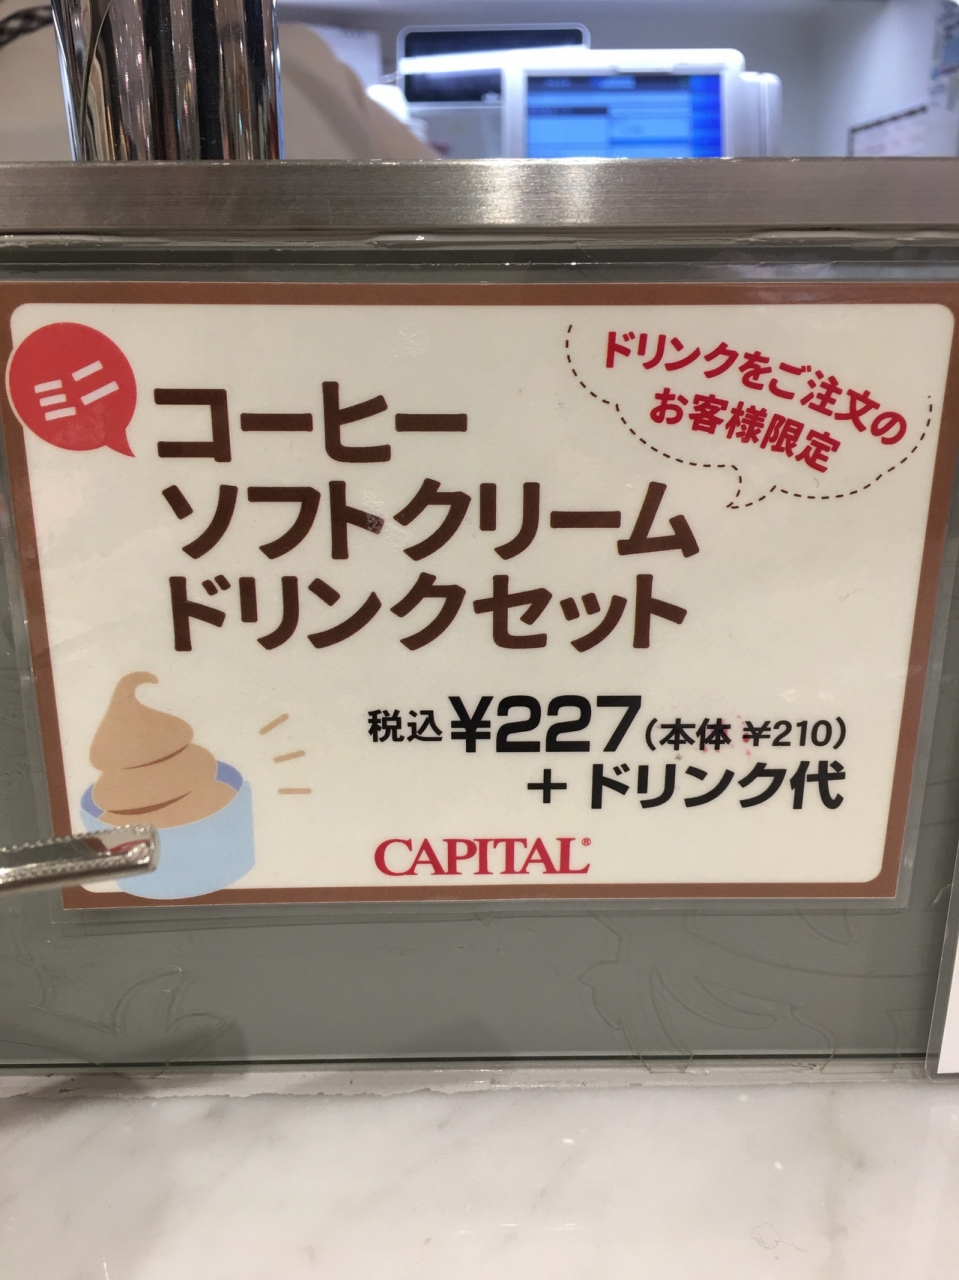 ミニ
コーヒー
ソフトクリーム
ドリンクセット
ドリンクをご注文の
お客様限定
税込¥227(本体 ¥210)
+ ドリンク代
CAPITAL®